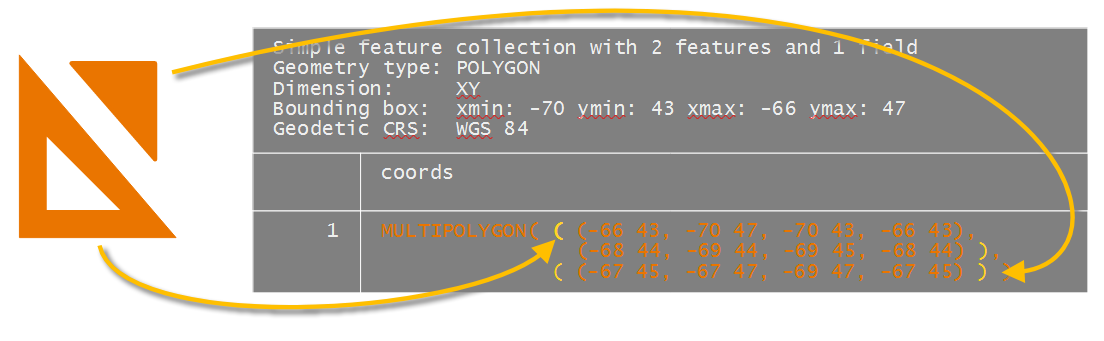 Simple feature collection with 2 features and 1 field
Geometry type: POLYGON
Dimension: XY
Bounding box: xmin: -70 ymin: 43 xmax: -66 ymax: 47
Geodetic CRS: WGS 84
coords
1 MULTIPOLYGON( ( (-66 43, -70 47, -70 43, -66 43),
(-68 44, -69 44, -69 45, -68 44) ),
( (-67 45, -67 47, -69 47, -67 45) ) )